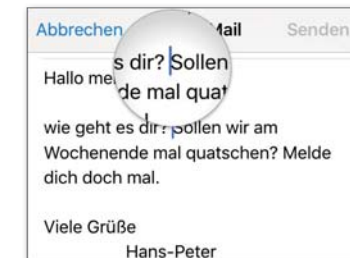 Abbrechen Mail Senden
s dir? Sollen
Hallo
de mal quat
wie geht es dir? Sollen wir am
Wochenende mal quatschen? Melde
dich doch mal.
Viele Grüße
Hans-Peter